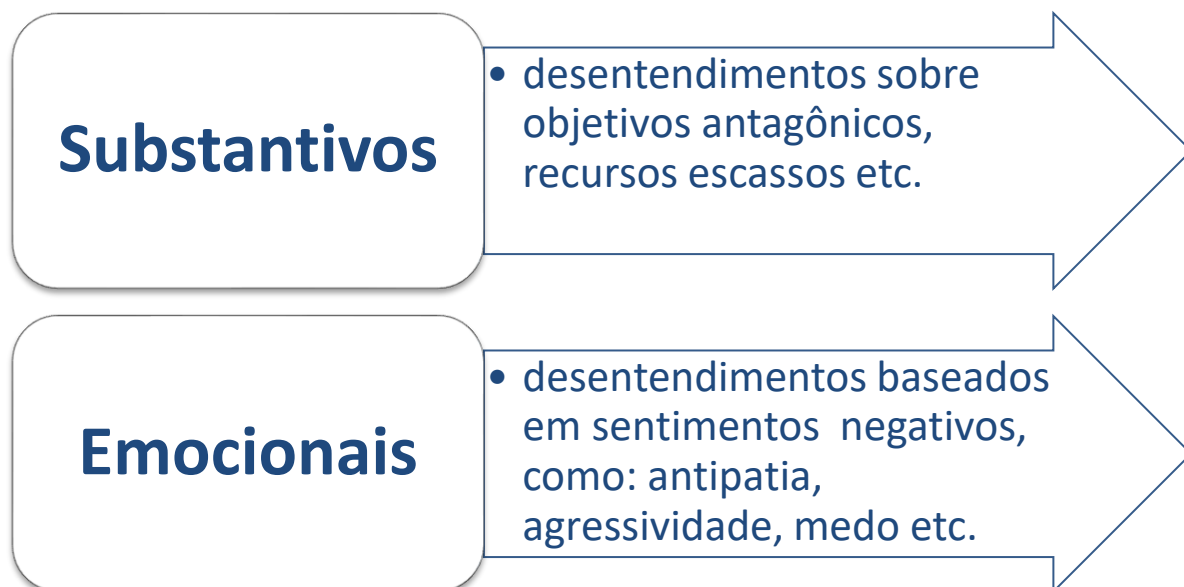 Substantivos
• desentendimentos sobre
objetivos antagônicos,
recursos escassos etc.
Emocionais
• desentendimentos baseados
em sentimentos  negativos,
como: antipatia,
agressividade, medo etc.